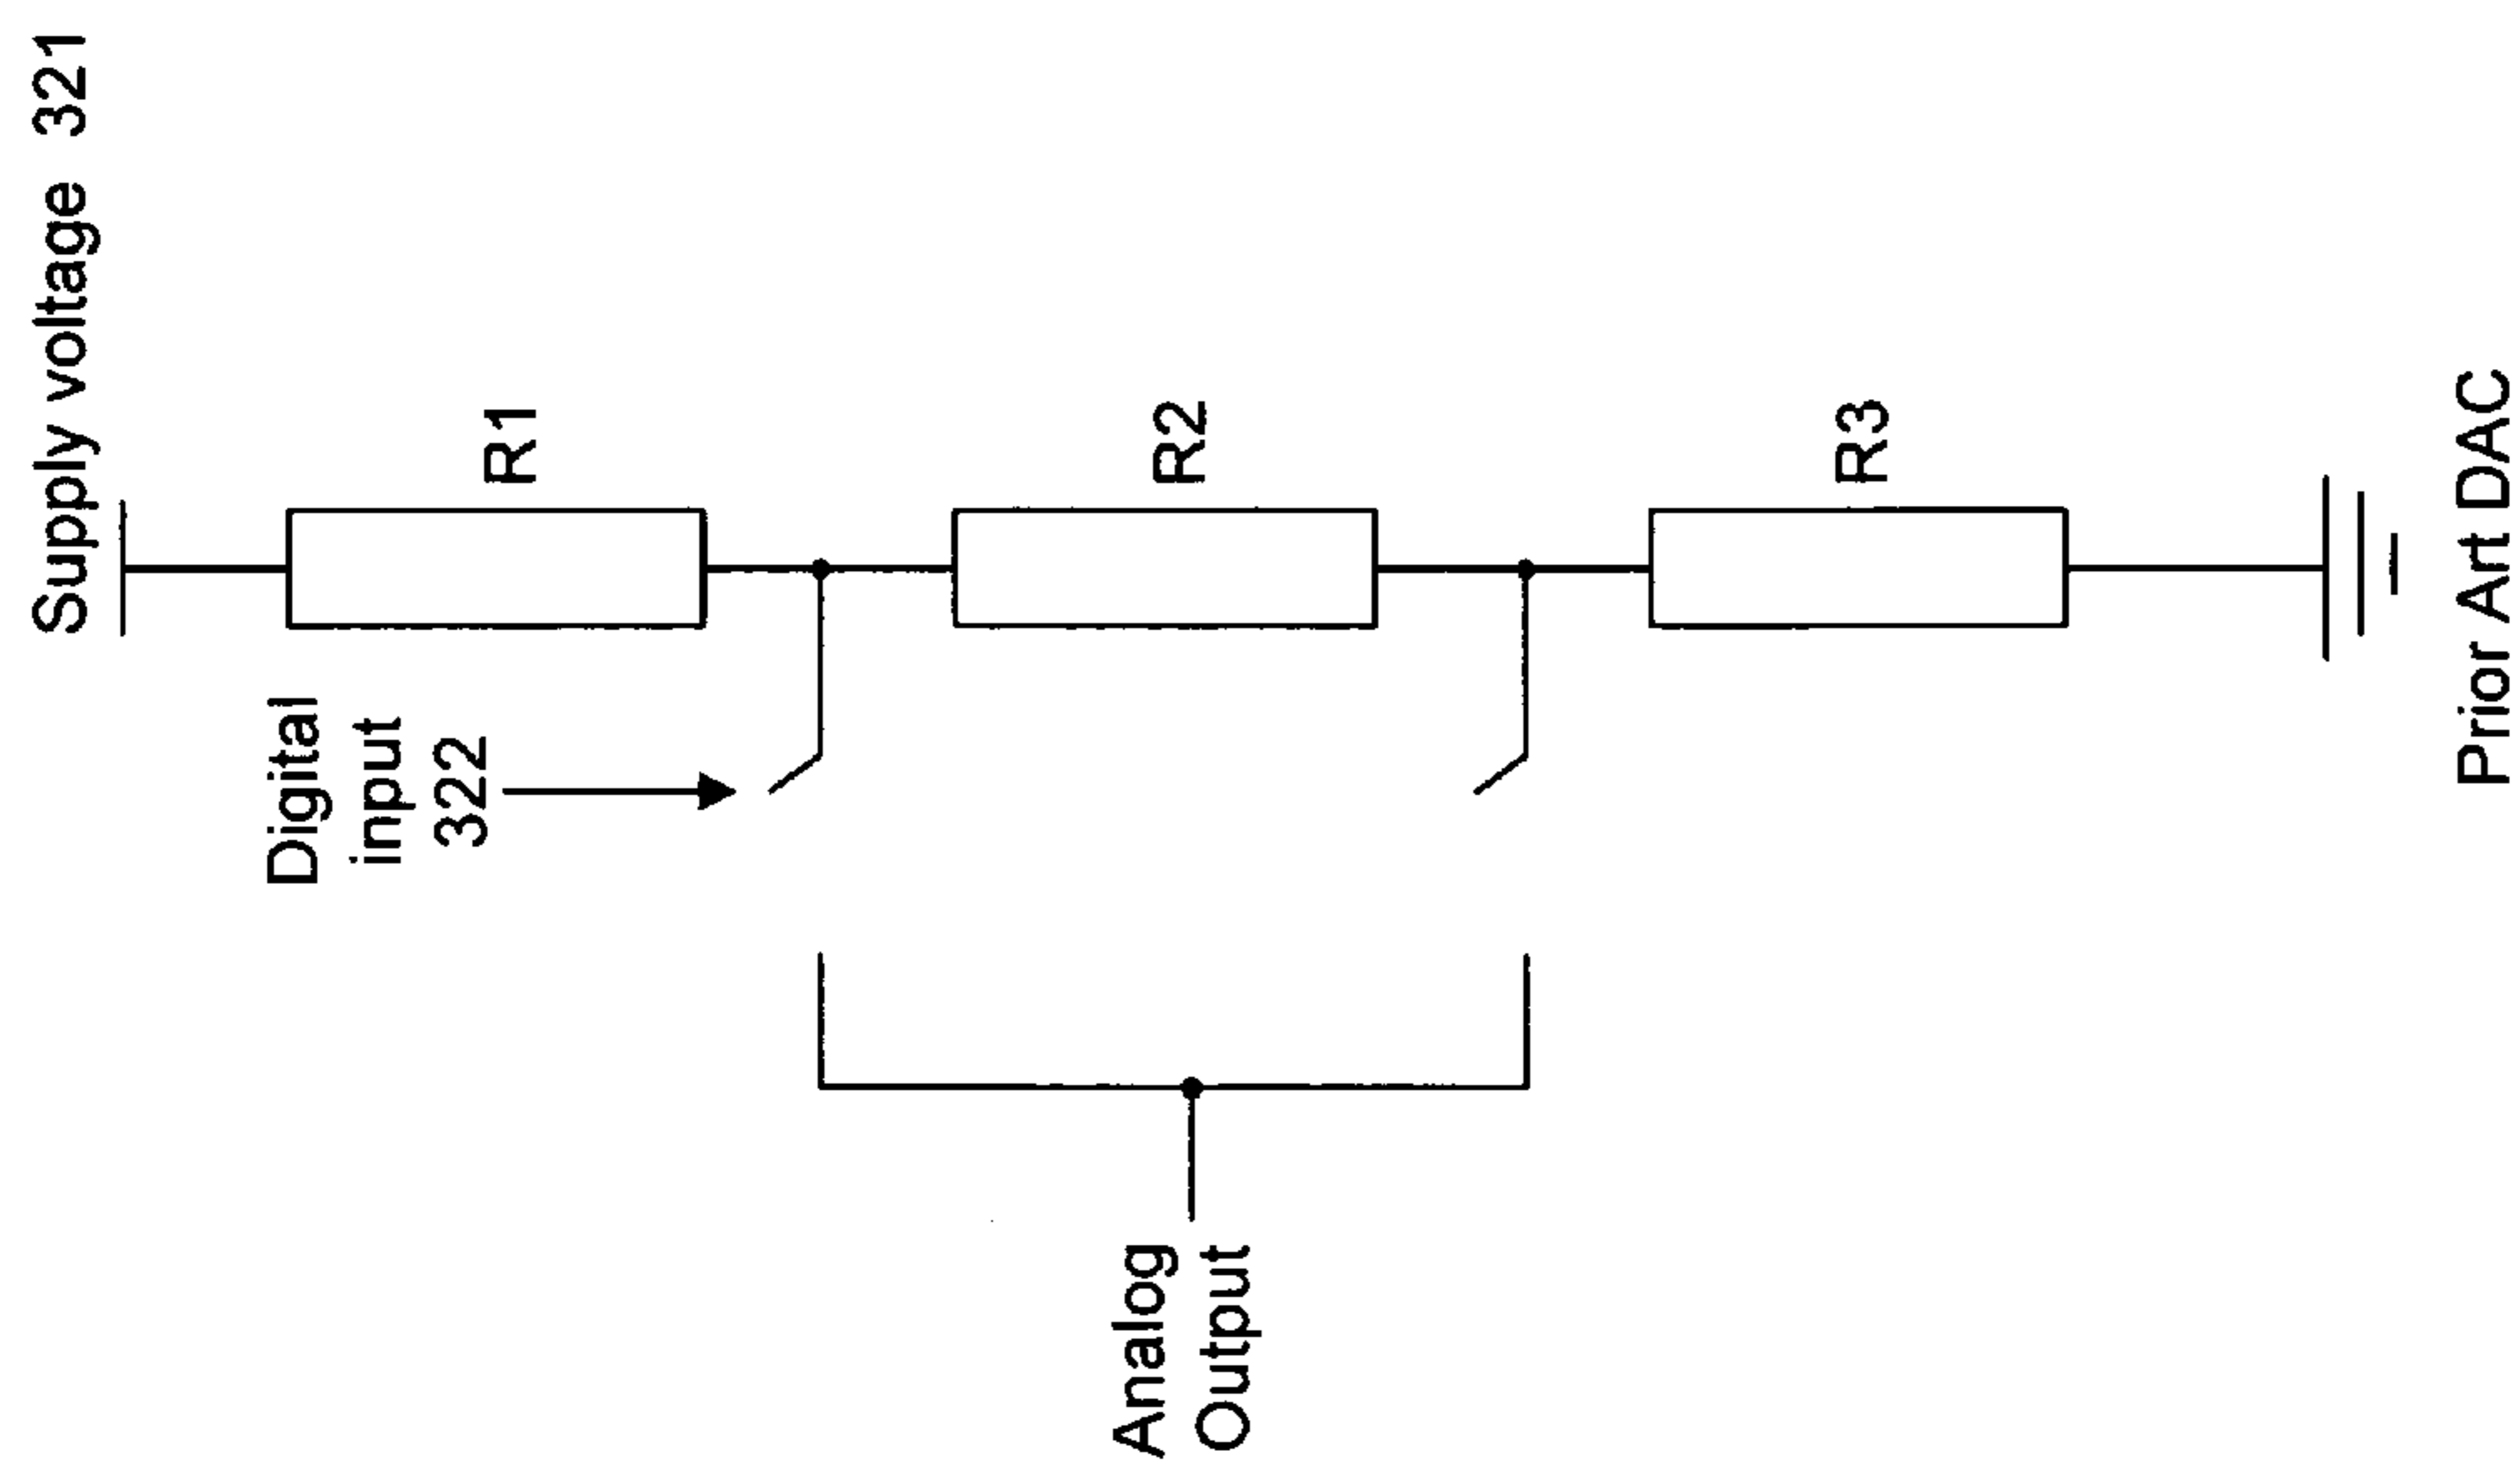 Supply voltage 321
Digital
input
322
R1
R2
R3
Analog
Output
Prior Art DAC